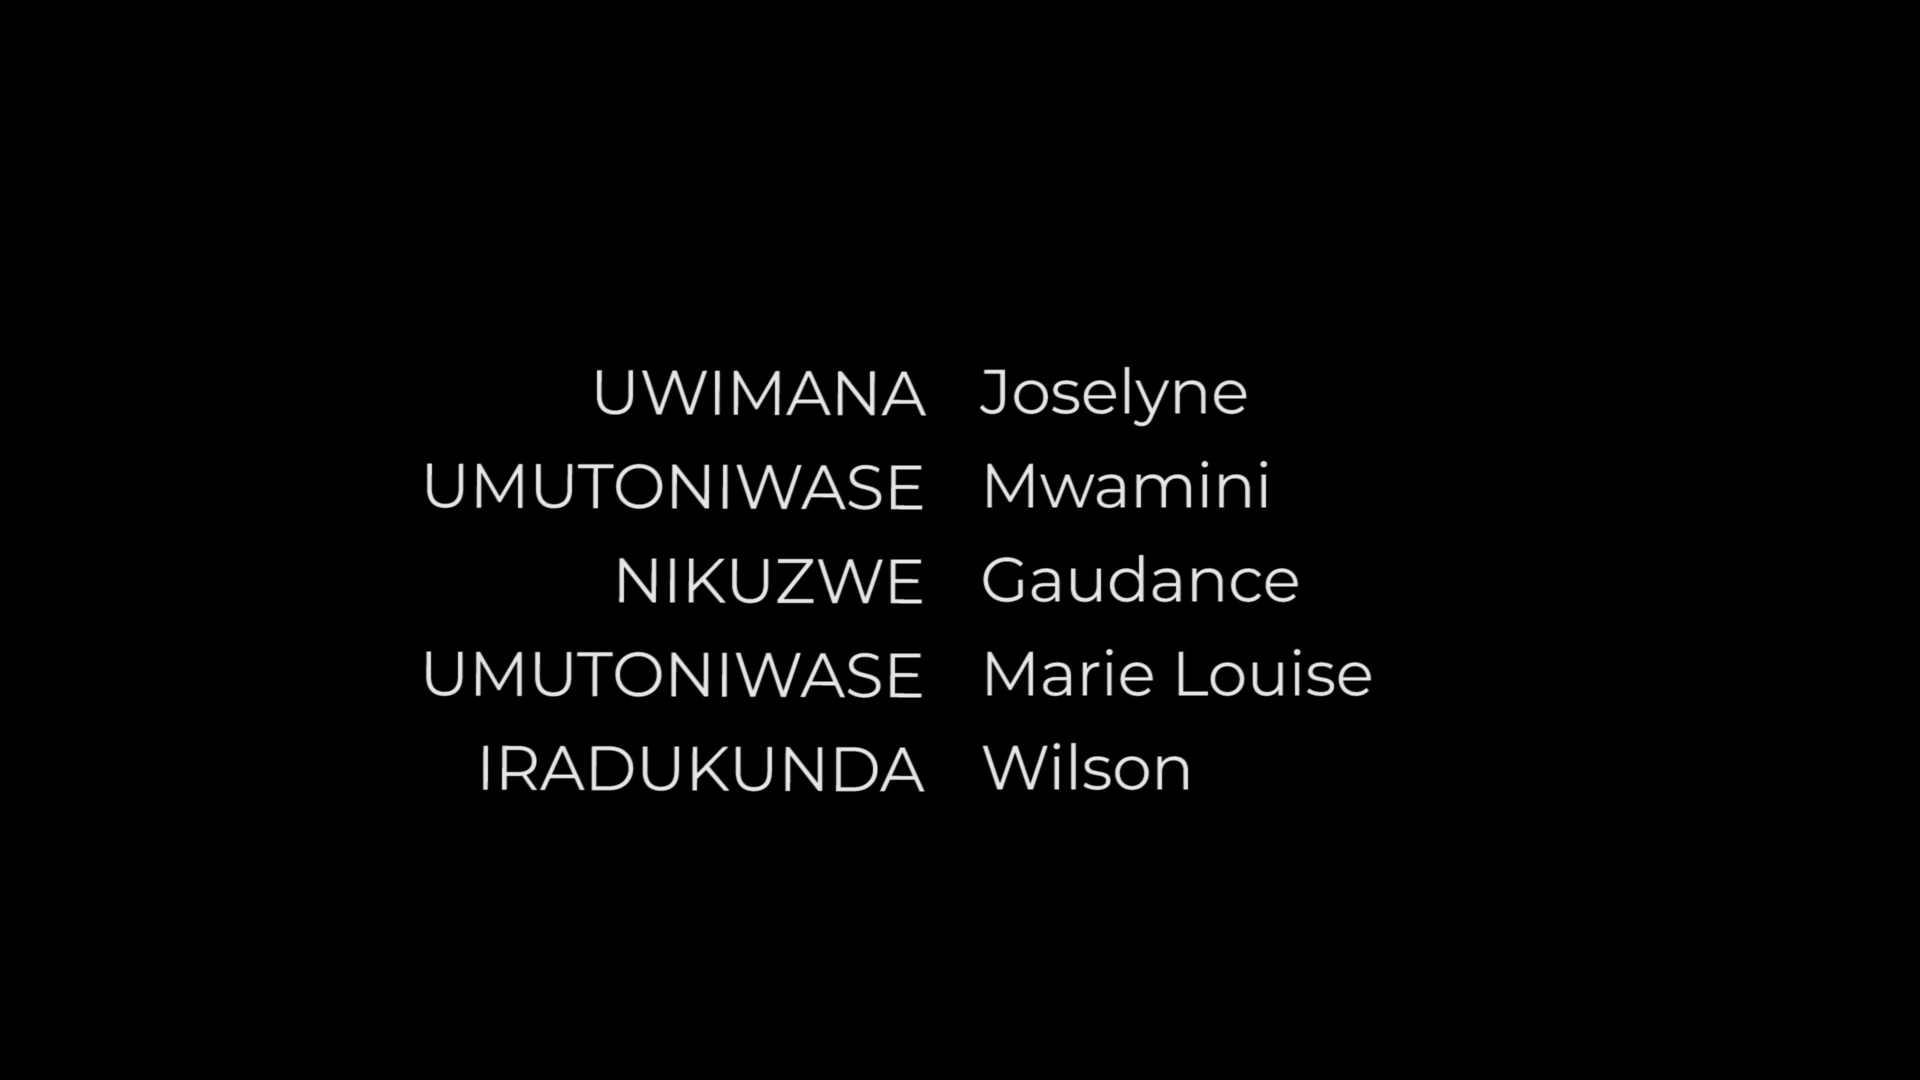 UWIMANA Joselyne
UMUTONIWASE Mwamini
NIKUZWE Gaudance
UMUTONIWASE Marie Louise
IRADUKUNDA Wilson